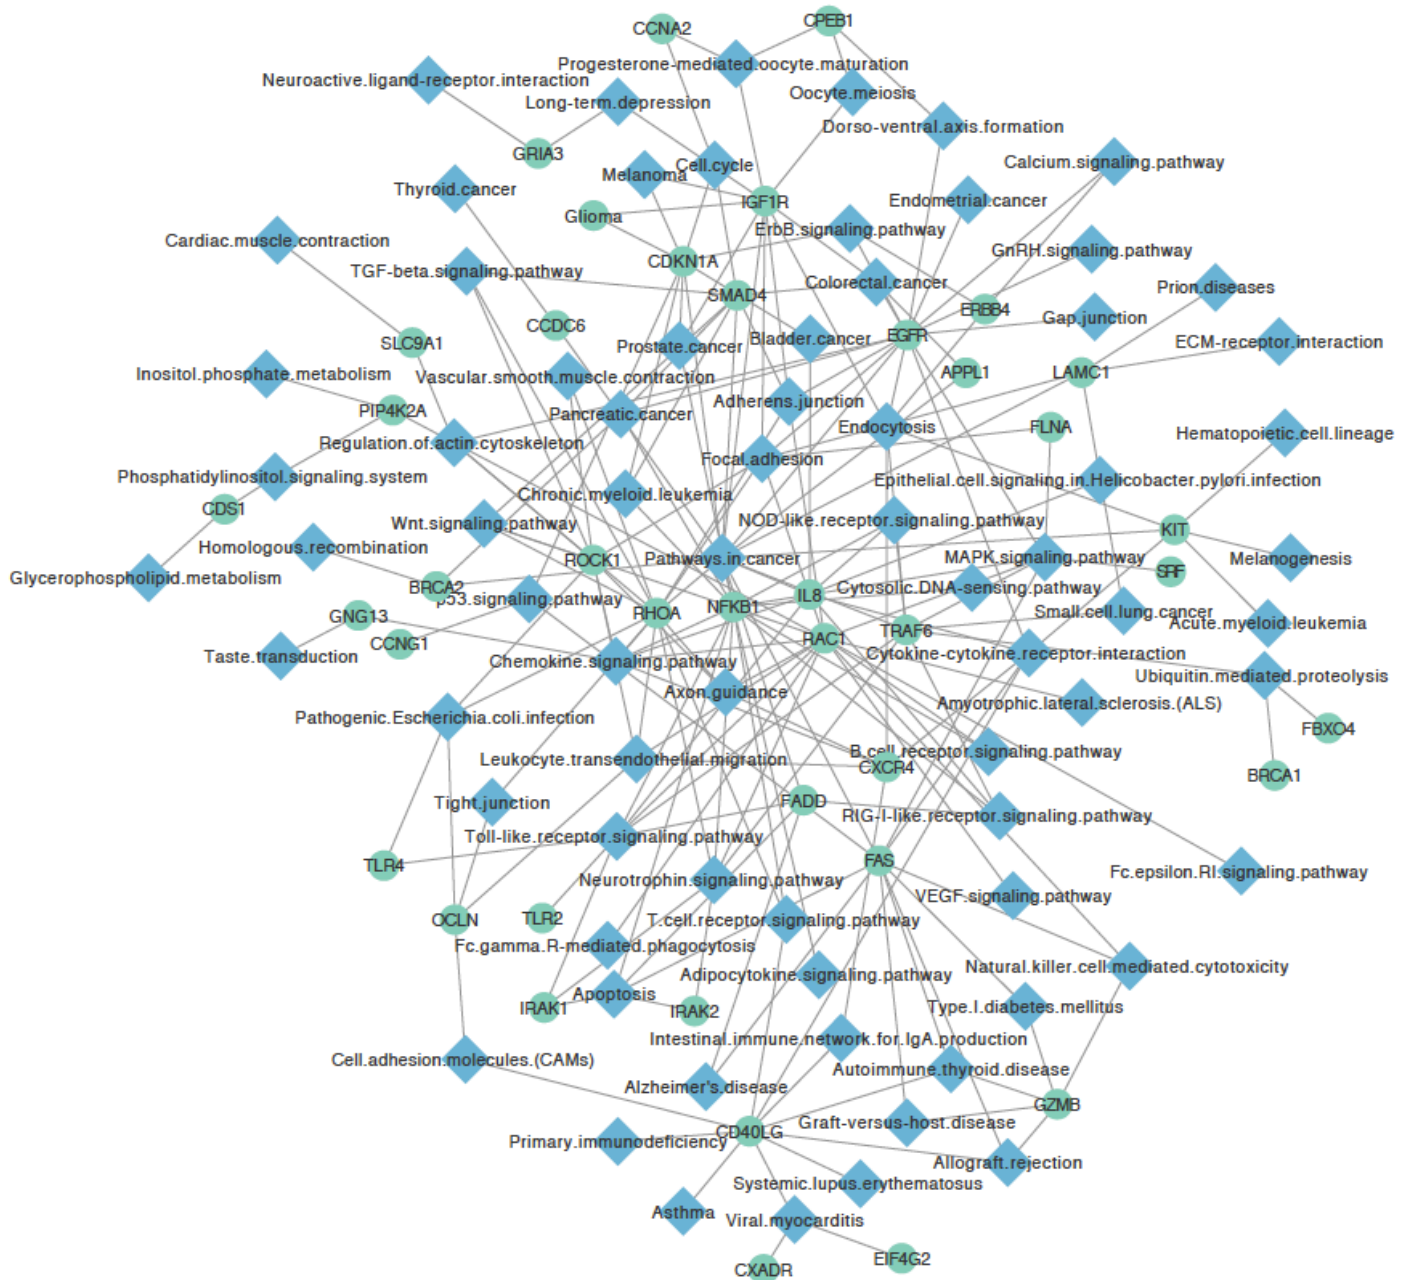 CPEB1
CCNA2
Progesterone-mediated.oocyte.maturation
Neuroactive.ligand-receptor.interaction
Oocyte.meiosis
Long-term.depression
Dorso-ventral.axis.formation
GRIA3
Calcium.signaling.pathway
Cell.cycle
Melanoma
Thyroid.cancer
IGF1R
Endometrial.cancer
Glioma
ErbB.signaling.pathway
Cardiac.muscle.contraction
GnRH.signaling.pathway
CDKN1A
TGF-beta.signaling.pathway
Colorectal.cancer
Prion.diseases
SMAD4
ERBB4
Gap.junction
CCDC6
EGFR
Bladder.cancer
ECM-receptor.interaction
SLC9A1
Prostate.cancer
Inositol.phosphate.metabolism
Vascular.smooth.muscle.contraction
APPL1
LAMC1
Adherens.junction
PIP4K2A
Pancreatic.cancer
Endocytosis
FLNA
Hematopoietic.cell.lineage
Regulation.of.actin.cytoskeleton
Focal.adhesion
Phosphatidylinositol.signaling.system
Epithelial.cell.signaling.in.Helicobacter.pylori.infection
Chronic.myeloid.leukemia
CDS1
Wnt.signaling.pathway
NOD-like.receptor.signaling.pathway
KIT
Homologous.recombination
ROCK1
Pathways.in.cancer
MAPK.signaling.pathway
Melanogenesis
SRF
Glycerophospholipid.metabolism
BRCA2
Cytosolic.DNA-sensing.pathway
IL8
p53.signaling.pathway
NFKB1
RHOA
Small.cell.lung.cancer
GNG13
Acute.myeloid.leukemia
TRAF6
RAC1
CCNG1
Cytokine-cytokine.receptor.interaction
Taste.transduction
Chemokine.signaling.pathway
Ubiquitin.mediated.proteolysis
Axon.guidance
Amyotrophic.lateral.sclerosis.(ALS)
Pathogenic.Escherichia.coli.infection
FBXO4
B.cell.receptor.signaling.pathway
Leukocyte.transendothelial.migration
CXCR4
BRCA1
FADD
Tight.junction
RIG-I-like.receptor.signaling.pathway
Toll-like.receptor.signaling.pathway
FAS
TLR4
Fc.epsilon.RI.signaling.pathway
Neurotrophin.signaling.pathway
VEGF.signaling.pathway
OCLN
TLR2
T.cell.receptor.signaling.pathway
Fc.gamma.R-mediated.phagocytosis
Natural.killer.cell.mediated.cytotoxicity
Adipocytokine.signaling.pathway
Apoptosis
IRAK1
IRAK2
Type.I.diabetes.mellitus
Intestinal.immune.network.for.IgA.production
Cell.adhesion.molecules.(CAMs)
Autoimmune.thyroid.disease
Alzheimer's.disease
GZMB
Graft-versus-host.disease
CD40LG
Primary.immunodeficiency
Allograft.rejection
Systemic.lupus.erythematosus
Asthma
Viral.myocarditis
EIF4G2
CXADR